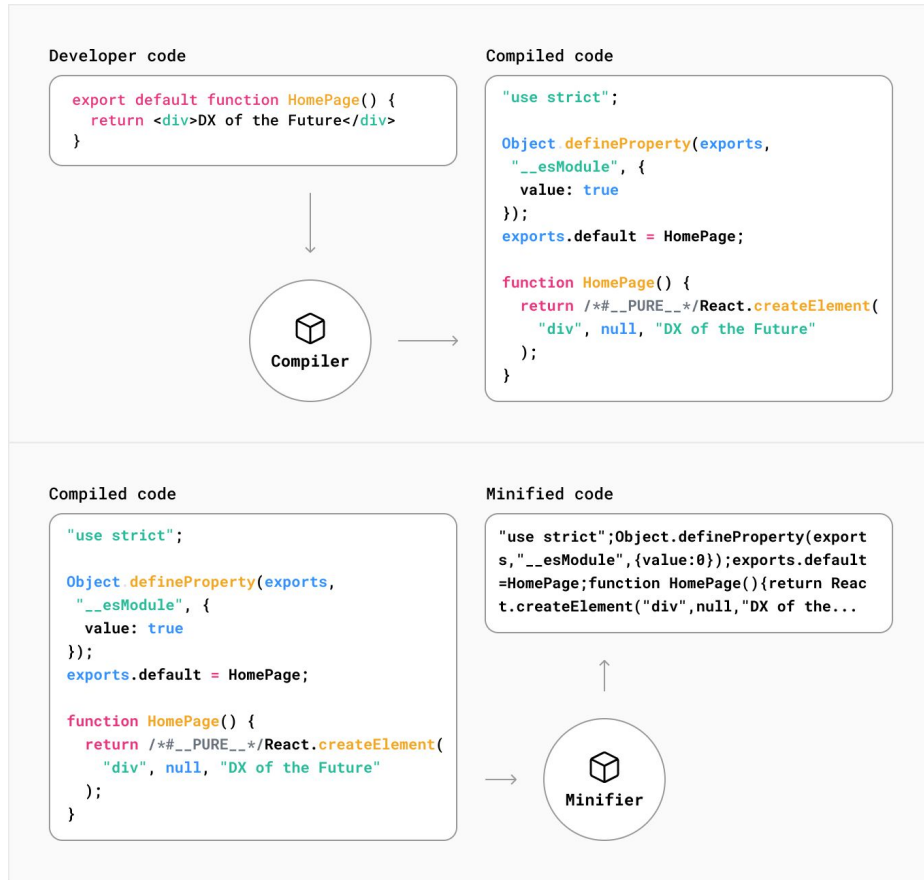 Developer code
export default function HomePage() {
  return <div>DX of the Future</div>
}
Compiler
Compiled code
"use strict";

Object.defineProperty(exports,
 "__esModule", {
  value: true
});
exports.default = HomePage;

function HomePage() {
  return /*#__PURE__*/React.createElement(
    "div", null, "DX of the Future"
  );
}
Compiled code
"use strict";

Object.defineProperty(exports,
 "__esModule", {
  value: true
});
exports.default = HomePage;

function HomePage() {
  return /*#__PURE__*/React.createElement(
    "div", null, "DX of the Future"
  );
}
Minifier
Minified code
"use strict";Object.defineProperty(export
s,"__esModule",{value:0});exports.default
=HomePage;function HomePage(){return Reac
t.createElement("div",null,"DX of the...